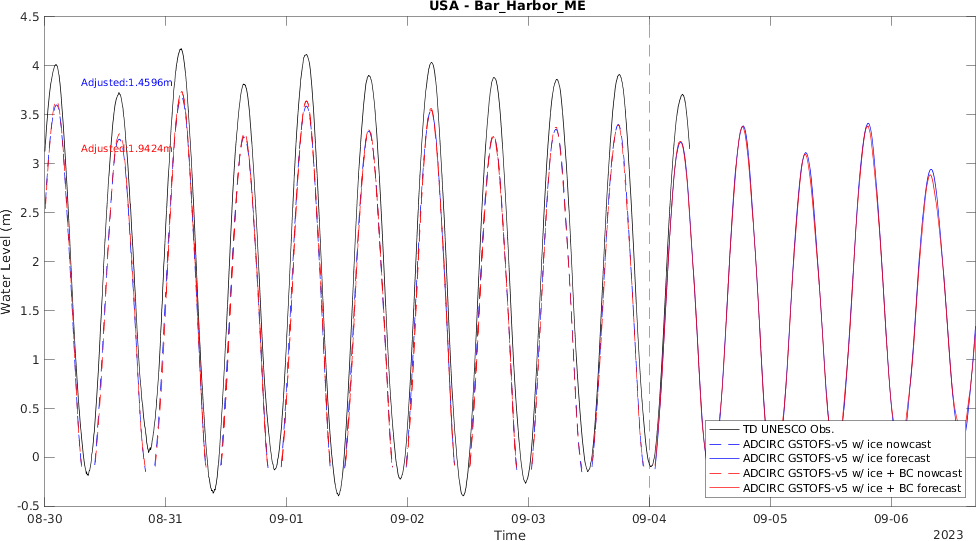 USA - Bar_Harbor_ME
4.5
4
3.5
3
2.5
2
1.5
1
0.5
0
-0.5
Water Level (m)
Adjusted:1.4596m
Adjusted:1.9424m
TD UNESCO Obs.
ADCIRC GSTOFS-v5 w/ ice nowcast
ADCIRC GSTOFS-v5 w/ ice forecast
ADCIRC GSTOFS-v5 w/ ice + BC nowcast
ADCIRC GSTOFS-v5 w/ ice + BC forecast
08-30 08-31 09-01 09-02 09-03 09-04 09-05 09-06
Time
2023